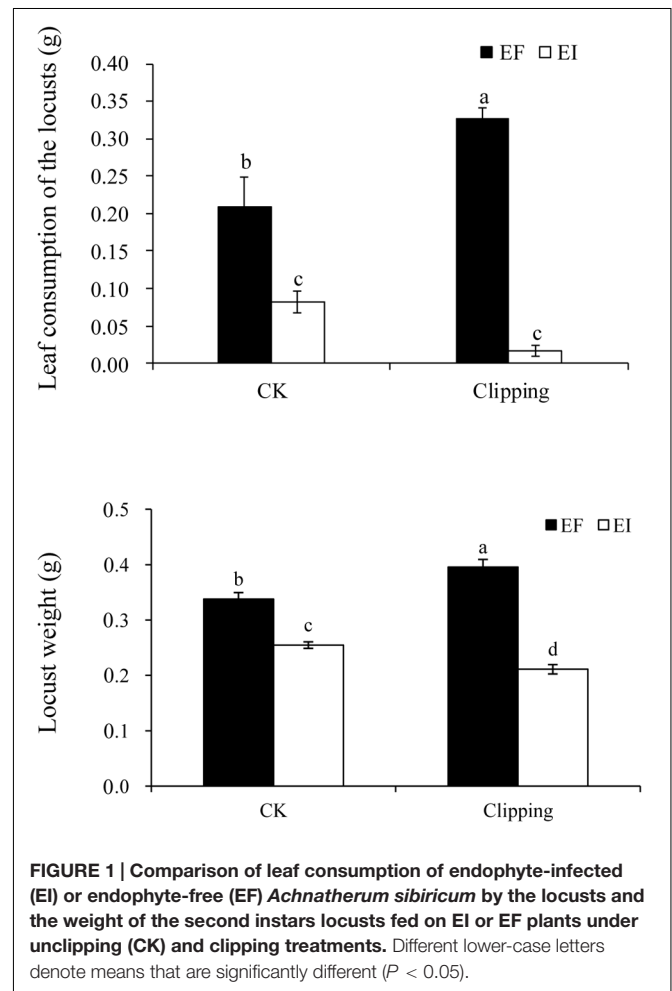 Leaf consumption of the locusts (g)
■ EF □ EI
0.40
0.35
0.30
0.25
0.20
0.15
0.10
0.05
0.00
b
c
a
c
CK
Clipping
Locust weight (g)
■ EF □ EI
0.5
0.4
0.3
0.2
0.1
0.0
b
c
a
d
CK
Clipping
FIGURE 1 | Comparison of leaf consumption of endophyte-infected
(EI) or endophyte-free (EF) Achnatherum sibiricum by the locusts and
the weight of the second instars locusts fed on EI or EF plants under
unclipping (CK) and clipping treatments. Different lower-case letters
denote means that are significantly different (P < 0.05).